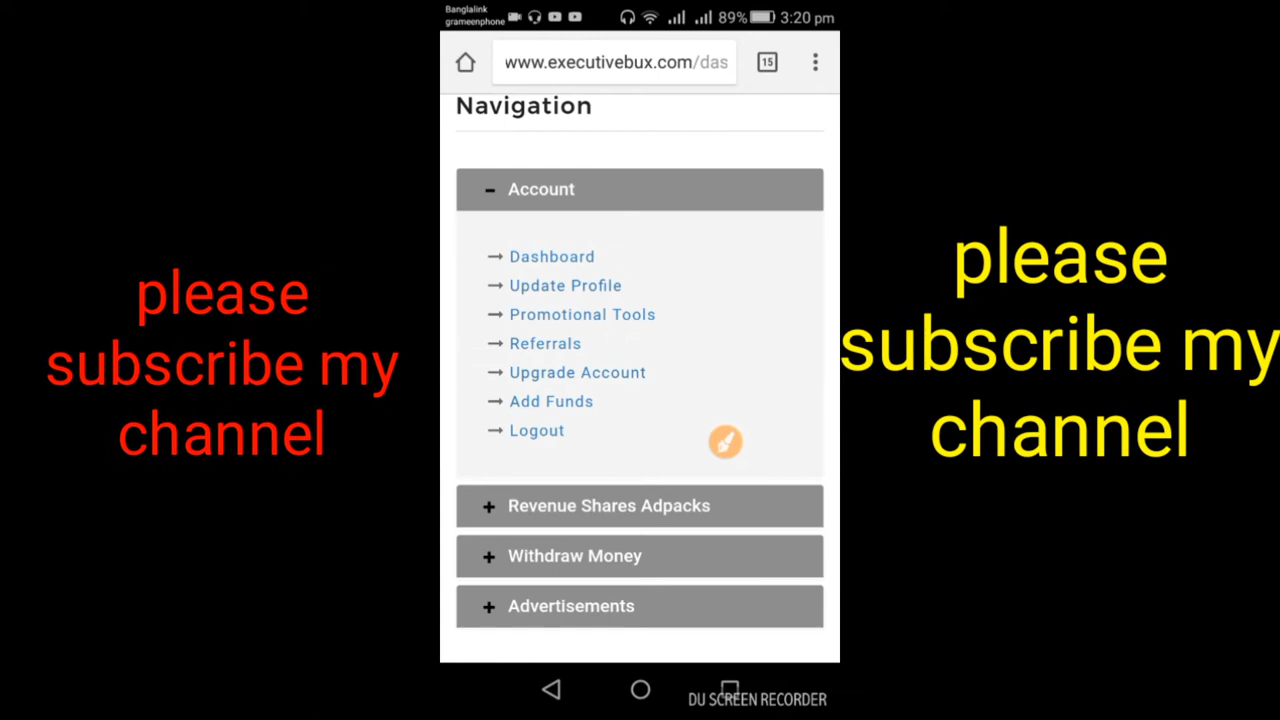 Banglalink
grameenphone
89%
3:20 pm
www.executivebux.com/das
15
Navigation
Account
Dashboard
Update Profile
Promotional Tools
Referrals
Upgrade Account
Add Funds
Logout
Revenue Shares Adpacks
Withdraw Money
Advertisements
DU SCREEN RECORDER
please
subscribe my
channel
please
subscribe my
channel